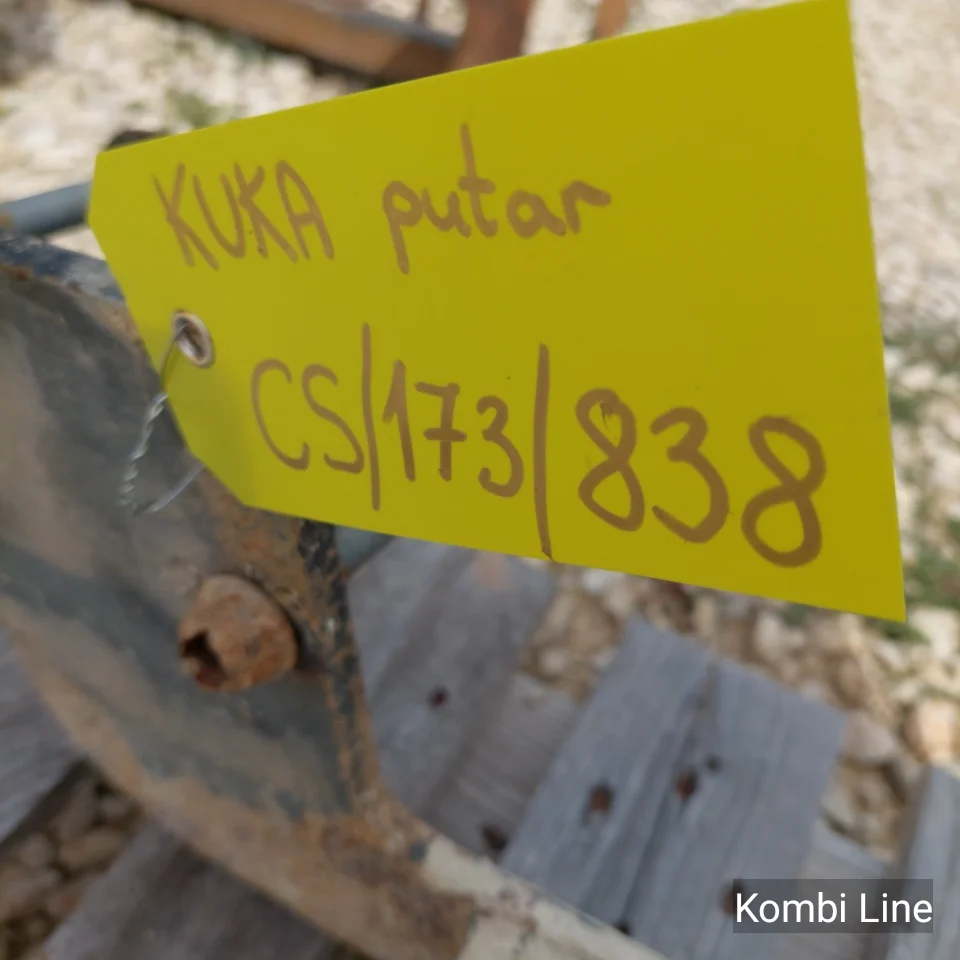 KUKA putar
CS/173/838
Kombi Line